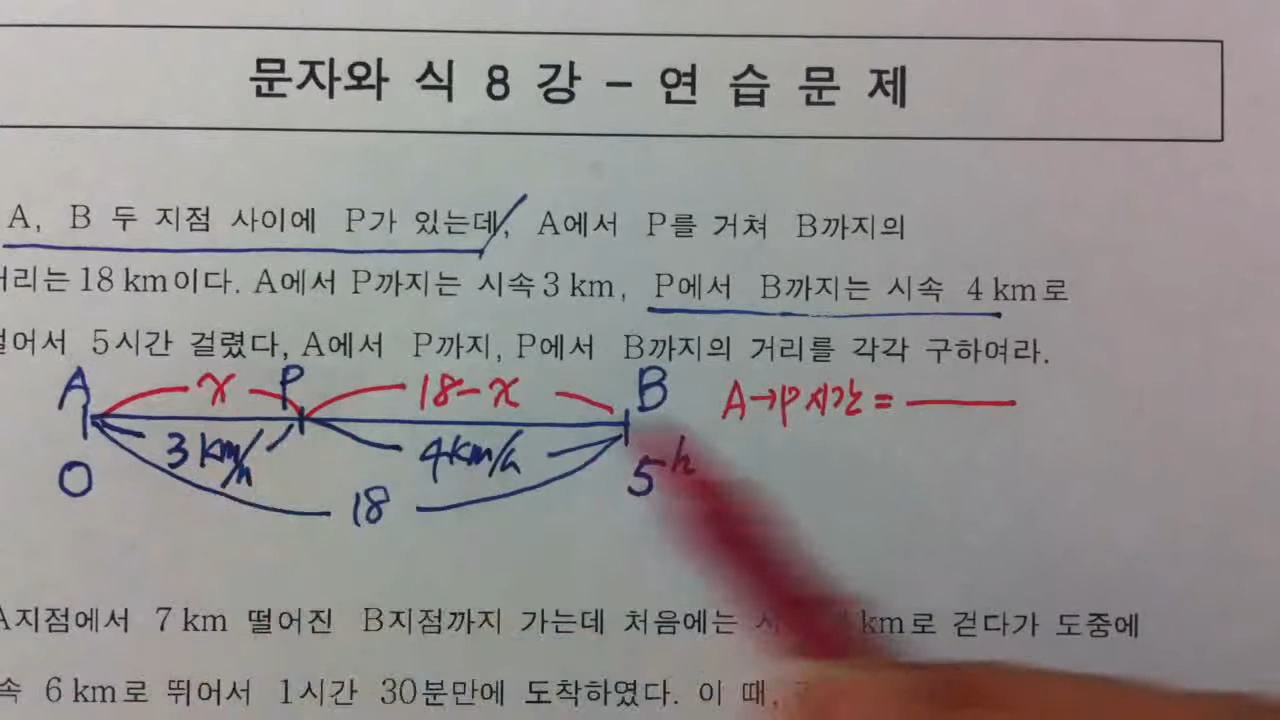 문자와 식 8 강 - 연 습 문 제
A, B 두 지점 사이에 P가 있는데, A에서 P를 거쳐 B까지의
거리는 18 km이다. A에서 P까지는 시속 3 km, P에서 B까지는 시속 4 km로
걸어서 5시간 걸렸다, A에서 P까지, P에서 B까지의 거리를 각각 구하여라.
A x P 18-x B A→P시간 =
3 km/h 4km/h
0 18 5h
A지점에서 7 km 떨어진 B지점까지 가는데 처음에는 km로 걷다가 도중에
속 6 km로 뛰어서 1시간 30분만에 도착하였다. 이 때,